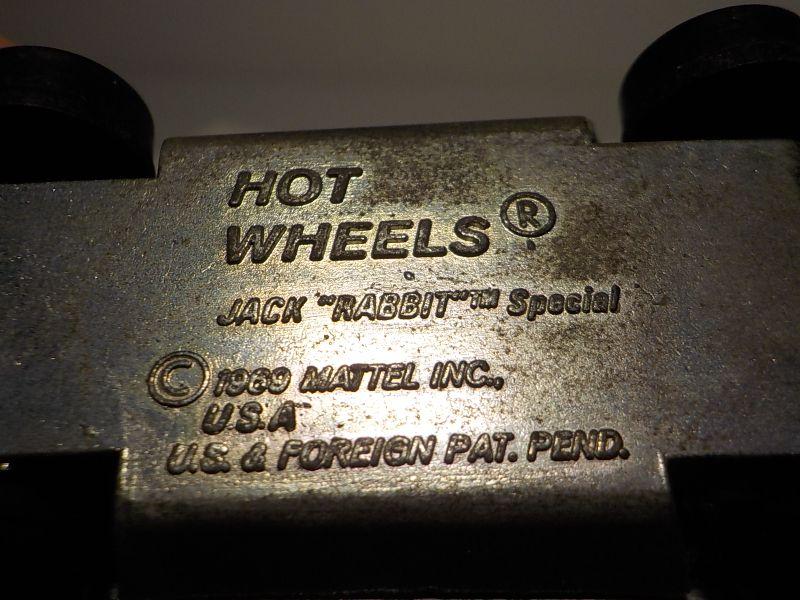 HOT
WHEELS®
JACK "RABBIT"™ Special
© 1969 MATTEL INC.,
U.S.A
U.S. & FOREIGN PAT. PEND.